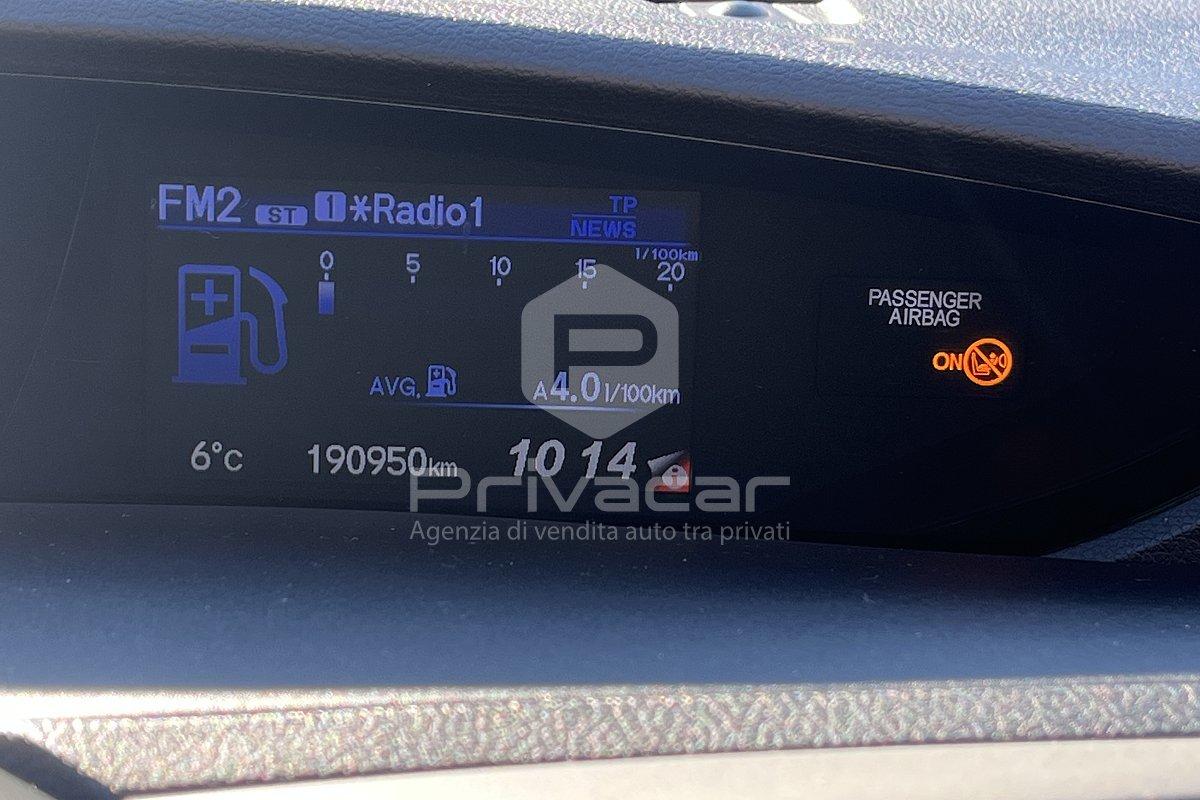 FM2 ST 1 *Radio1 TP
NEWS
l/100km
0 5 10 15 20
AVG. A4.0 l/100km
6°C 190950km 10 14
PASSENGER
AIRBAG
ON
P
Privacar
Agenzia di vendita auto tra privati